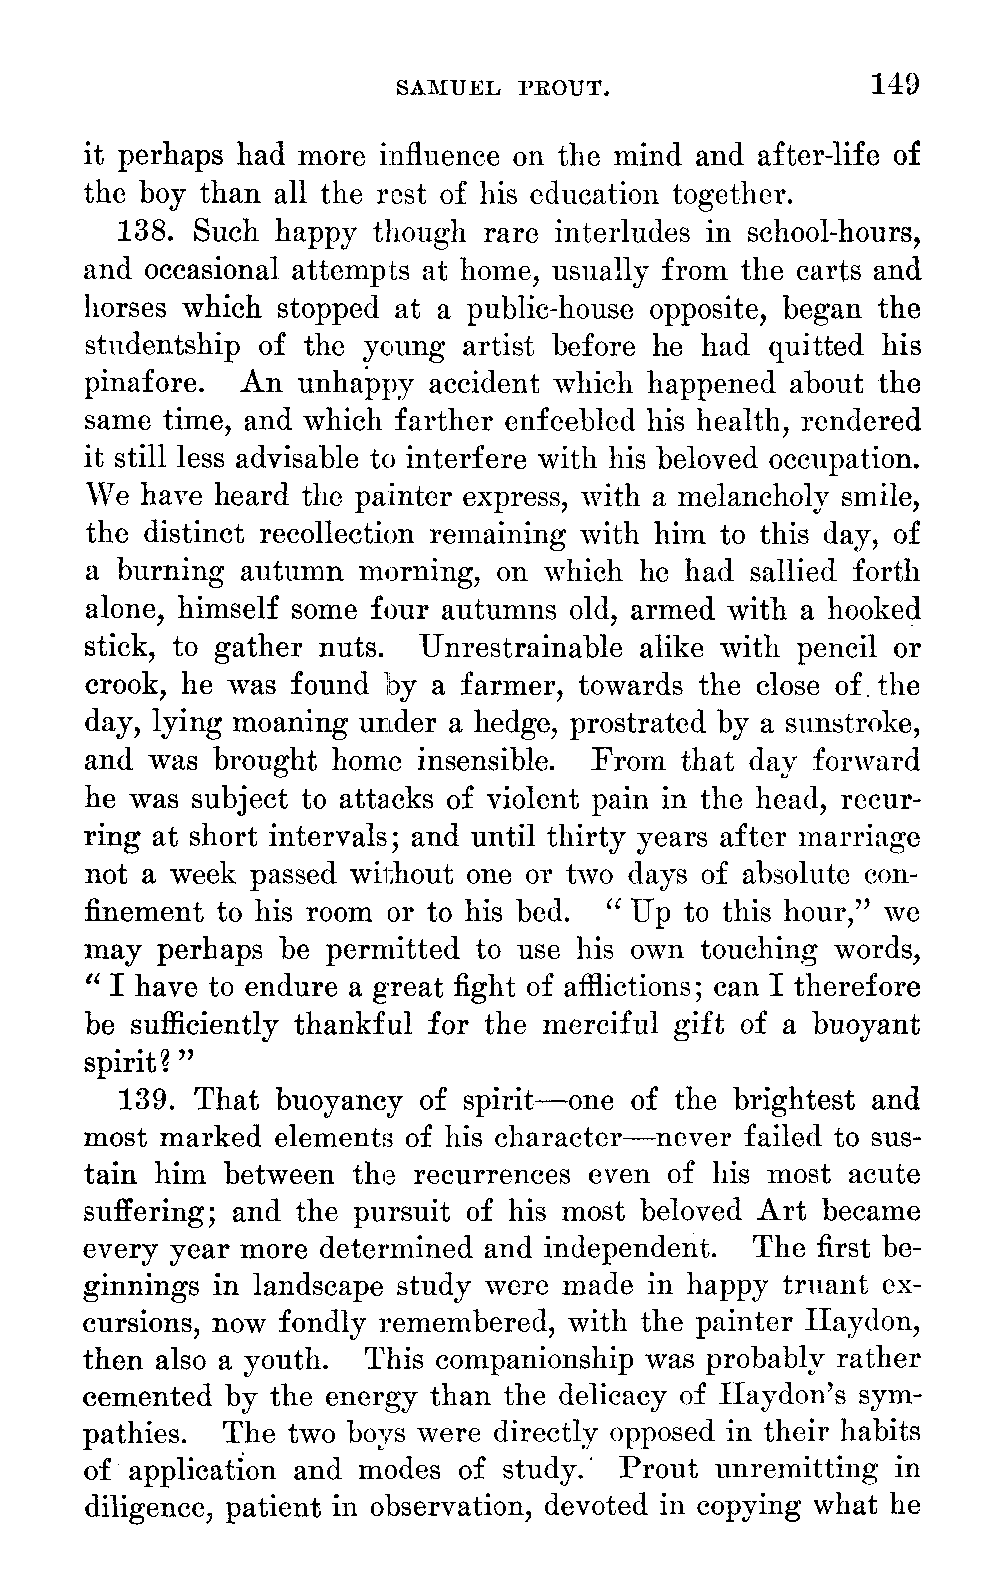 SAMUEL PROUT. 149
it perhaps had more influence on the mind and after-life of
the boy than all the rest of his education together.
138. Such happy though rare interludes in school-hours,
and occasional attempts at home, usually from the carts and
horses which stopped at a public-house opposite, began the
studentship of the young artist before he had quitted his
pinafore. An unhappy accident which happened about the
same time, and which farther enfeebled his health, rendered
it still less advisable to interfere with his beloved occupation.
We have heard the painter express, with a melancholy smile,
the distinct recollection remaining with him to this day, of
a burning autumn morning, on which he had sallied forth
alone, himself some four autumns old, armed with a hooked
stick, to gather nuts. Unrestrainable alike with pencil or
crook, he was found by a farmer, towards the close of the
day, lying moaning under a hedge, prostrated by a sunstroke,
and was brought home insensible. From that day forward
he was subject to attacks of violent pain in the head, recur-
ring at short intervals; and until thirty years after marriage
not a week passed without one or two days of absolute con-
finement to his room or to his bed. “Up to this hour,” we
may perhaps be permitted to use his own touching words,
“I have to endure a great fight of afflictions; can I therefore
be sufficiently thankful for the merciful gift of a buoyant
spirit?”
139. That buoyancy of spirit—one of the brightest and
most marked elements of his character—never failed to sus-
tain him between the recurrences even of his most acute
suffering; and the pursuit of his most beloved Art became
every year more determined and independent. The first be-
ginnings in landscape study were made in happy truant ex-
cursions, now fondly remembered, with the painter Haydon,
then also a youth. This companionship was probably rather
cemented by the energy than the delicacy of Haydon’s sym-
pathies. The two boys were directly opposed in their habits
of application and modes of study. Prout unremitting in
diligence, patient in observation, devoted in copying what he